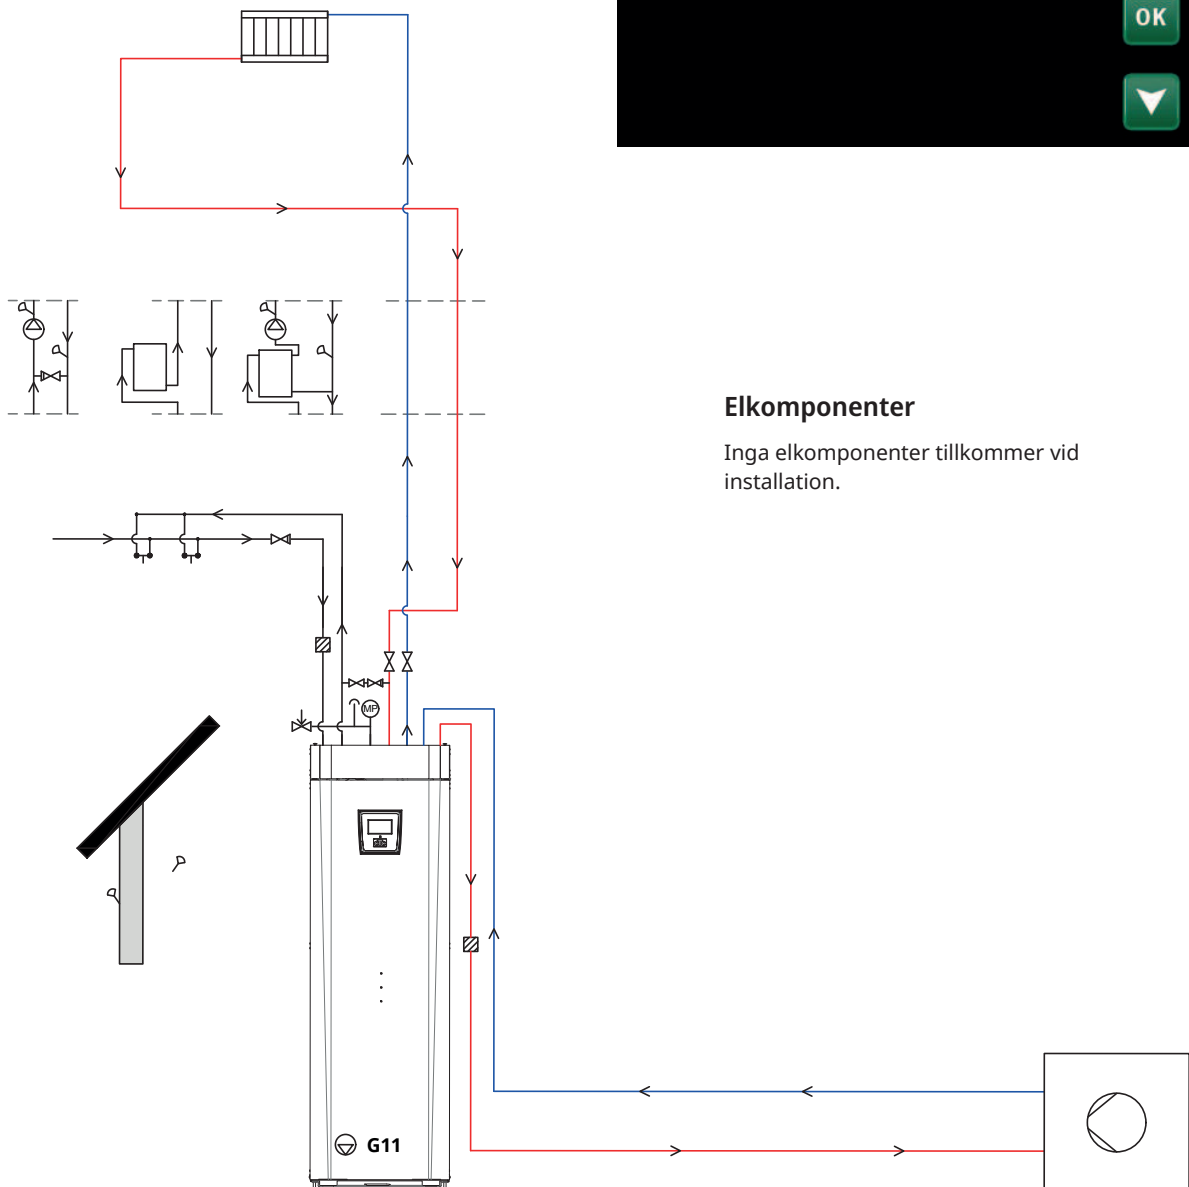 OK
Elkomponenter
Inga elkomponenter tillkommer vid
installation.
MP
G11